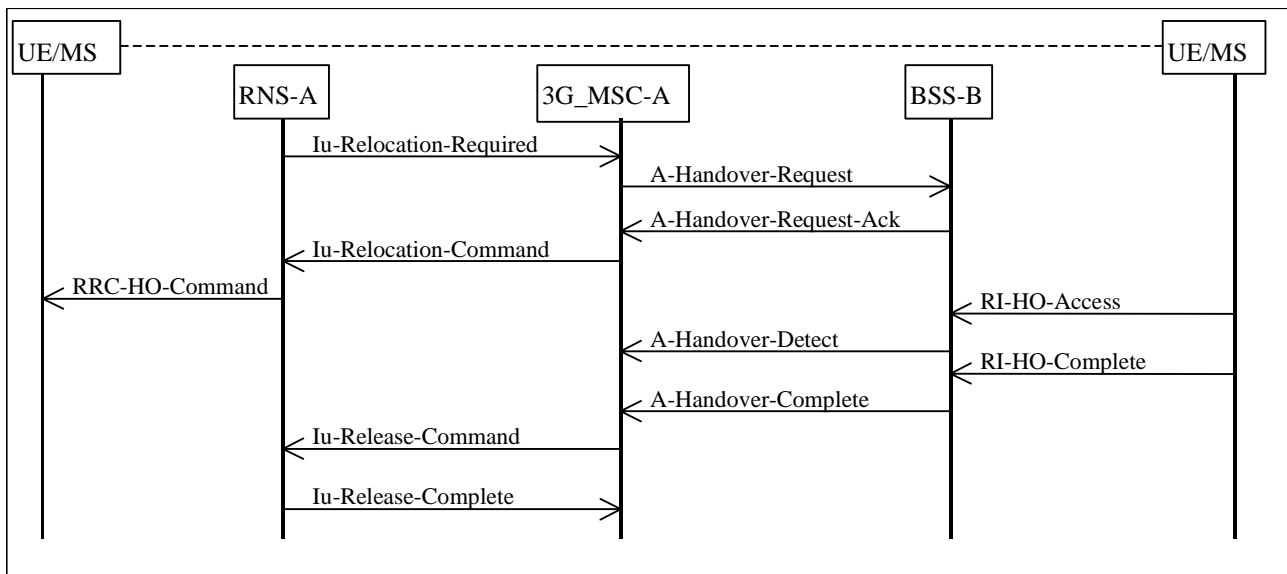 UE/MS
UE/MS
RNS-A
3G_MSC-A
BSS-B
Iu-Relocation-Required
A-Handover-Request
A-Handover-Request-Ack
Iu-Relocation-Command
RRC-HO-Command
RI-HO-Access
A-Handover-Detect
RI-HO-Complete
A-Handover-Complete
Iu-Release-Command
Iu-Release-Complete